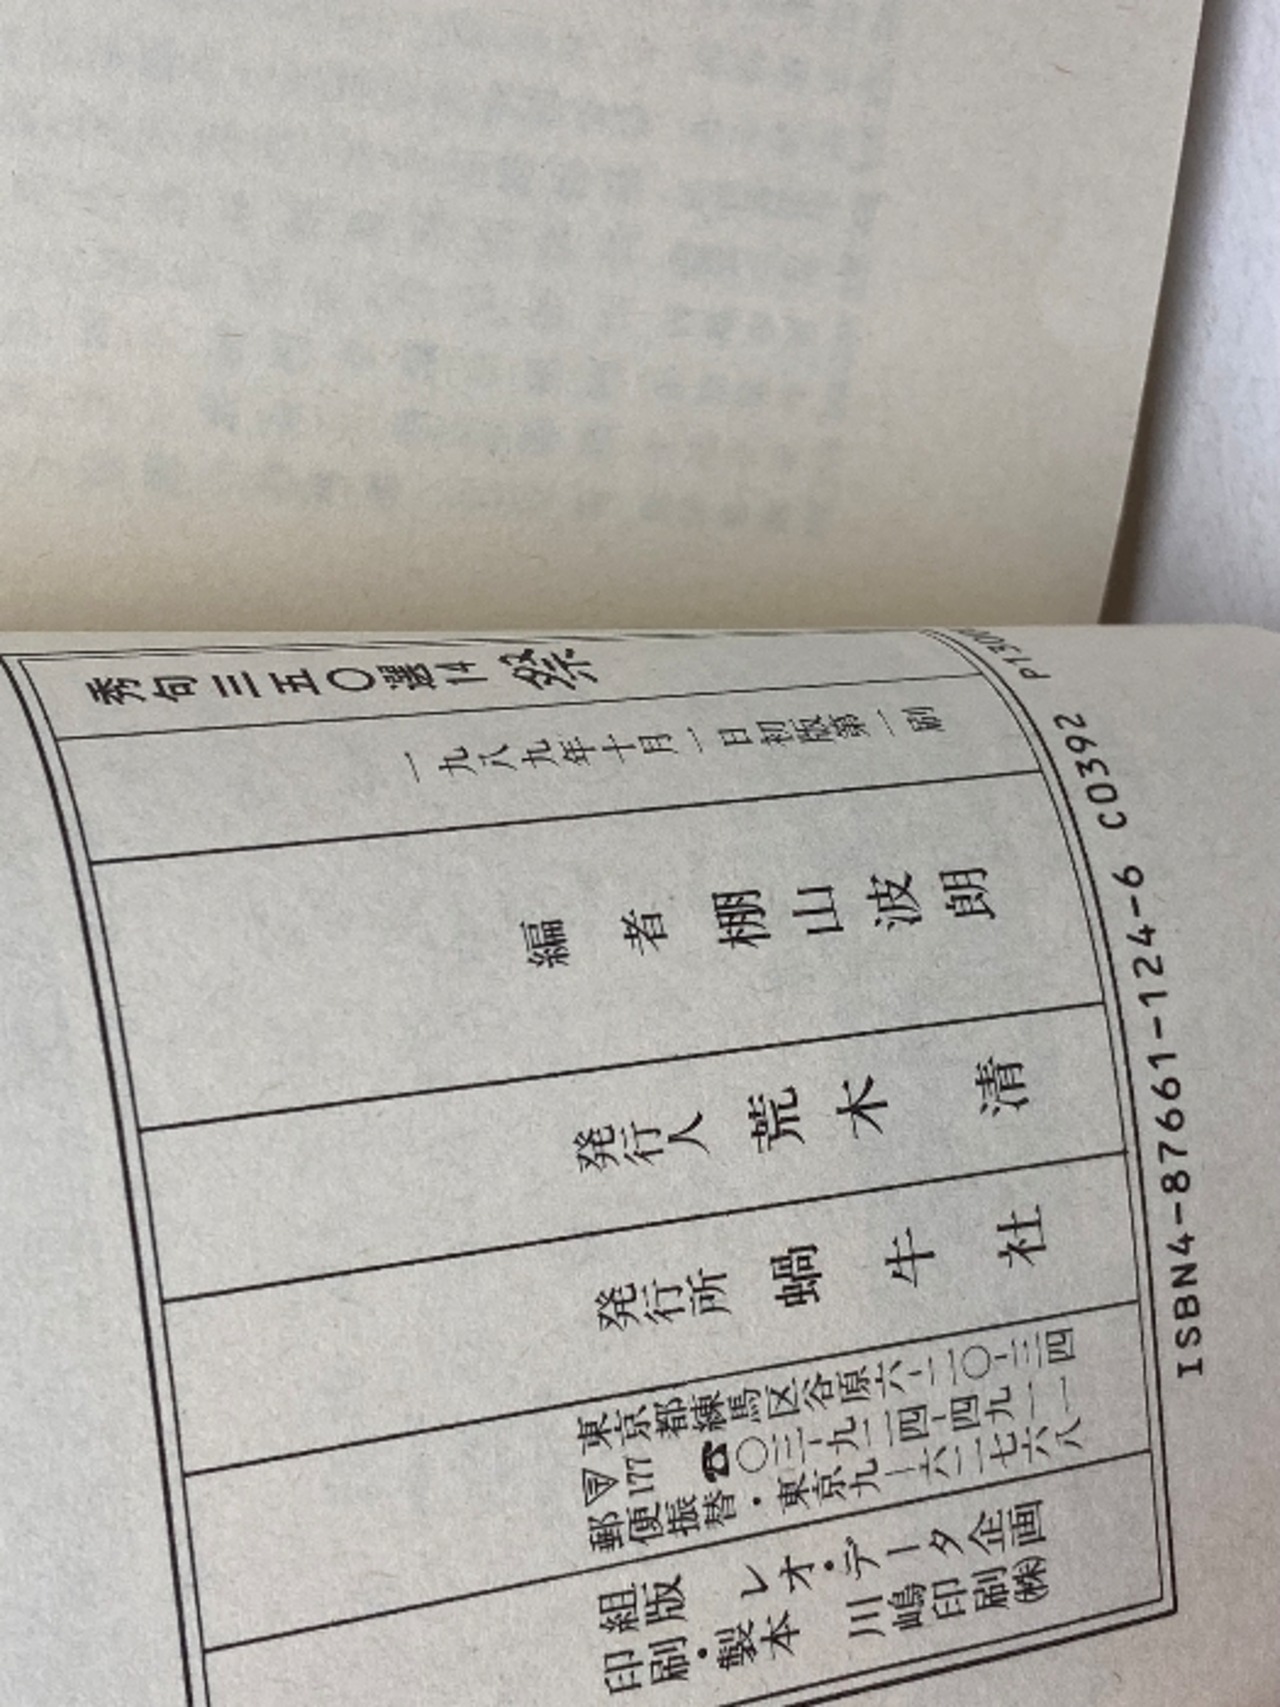 秀句三五〇選14 祭
一九八九年十月一日初版第一刷
編 者 棚山波朗
発行人 荒木 清
発行所 蝸牛社
東京都練馬区谷原六-二一〇-三四
〒177 ☎〇三-九二四-四九一一
郵便振替・東京九-六二七六八
組版 レオ・データ企画
印刷・製本 川嶋印刷㈱
ISBN4-87661-124-6 C0392